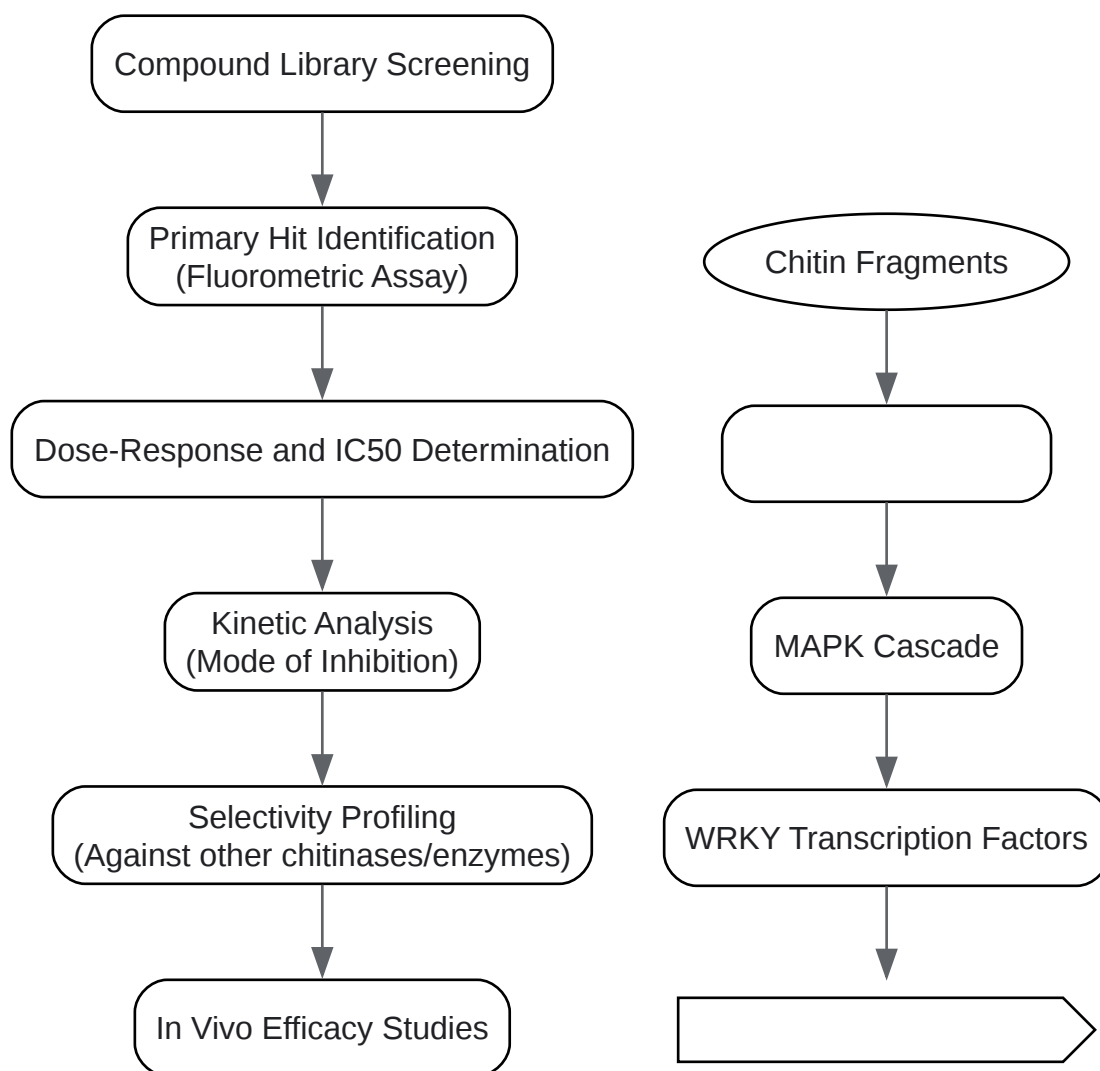 Compound Library Screening
Primary Hit Identification
(Fluorometric Assay)
Dose-Response and IC50 Determination
Kinetic Analysis
(Mode of Inhibition)
Selectivity Profiling
(Against other chitinases/enzymes)
In Vivo Efficacy Studies
Chitin Fragments
MAPK Cascade
WRKY Transcription Factors